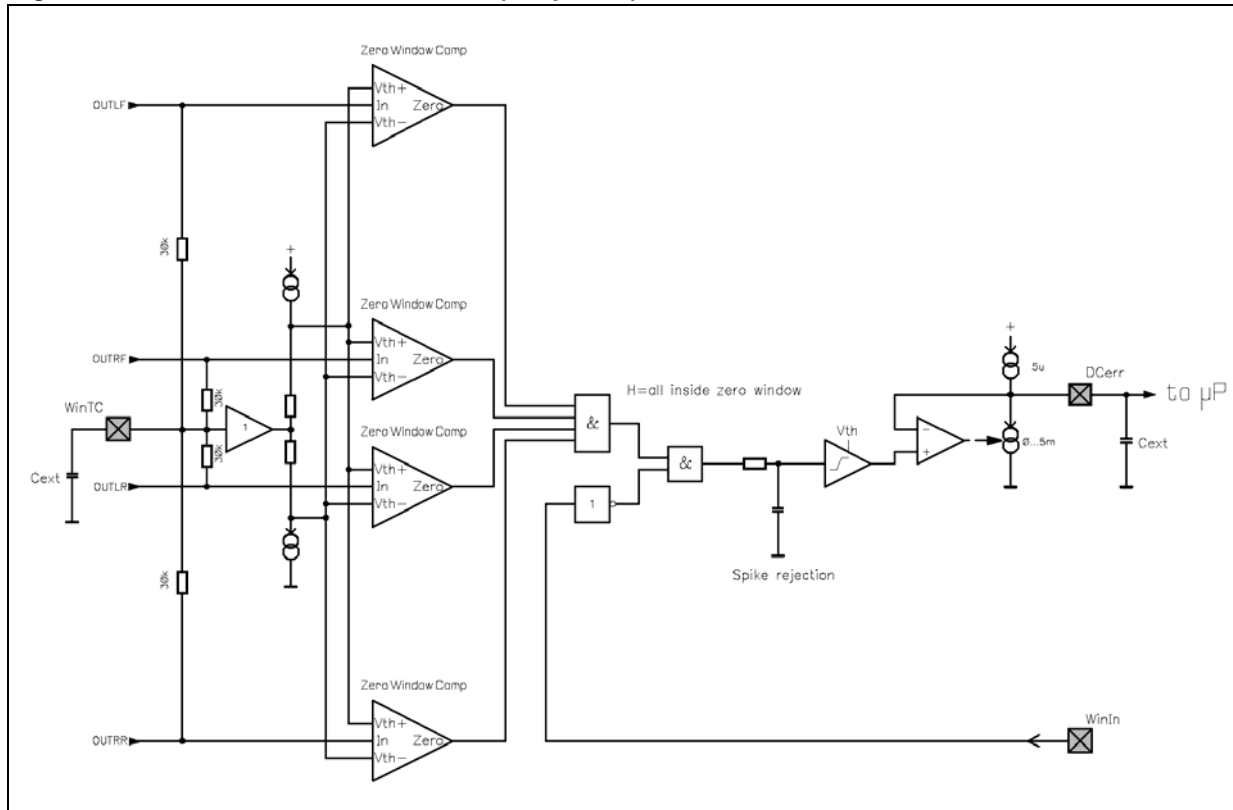 Zero Window Comp
Vth+
OUTLF
In
Zero
Vth-
30k
+
Zero Window Comp
Vth+
OUTRF
In
Zero
Vth-
+
5u
DCerr
to µP
H=all inside zero window
30k
WinTC
1
&
Zero Window Comp
Vth
-
+
0...5m
&
30k
Cext
Vth+
Cext
OUTLR
In
Zero
Vth-
1
Spike rejection
30k
Zero Window Comp
Vth+
WinIn
OUTRR
In
Zero
Vth-